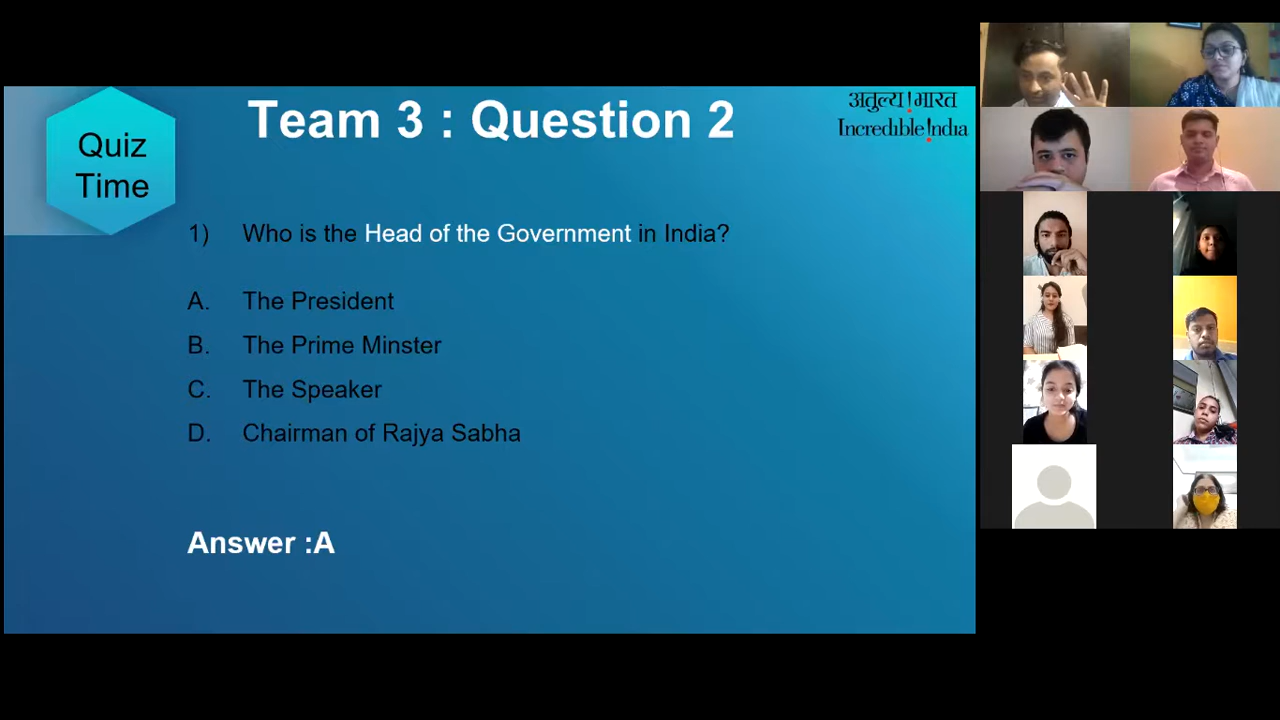 Quiz
Time
Team 3 : Question 2
अतुल्य!भारत
Incredible!ndia
1) Who is the Head of the Government in India?
A. The President
B. The Prime Minster
C. The Speaker
D. Chairman of Rajya Sabha
Answer :A